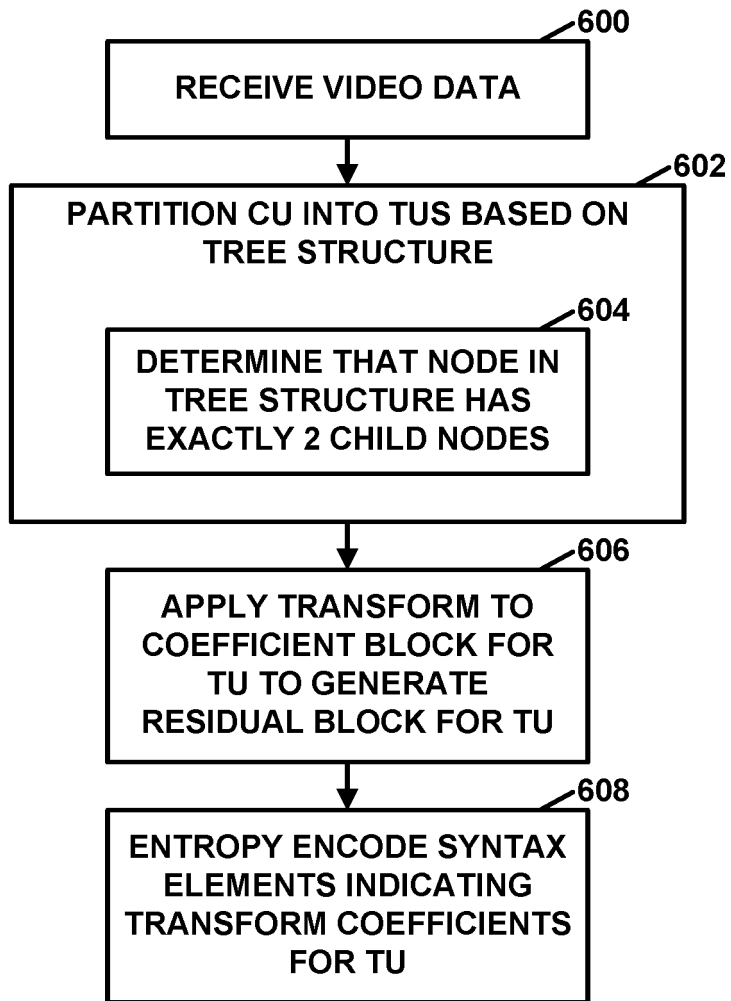 600
RECEIVE VIDEO DATA
602
PARTITION CU INTO TUS BASED ON
TREE STRUCTURE
604
DETERMINE THAT NODE IN
TREE STRUCTURE HAS
EXACTLY 2 CHILD NODES
606
APPLY TRANSFORM TO
COEFFICIENT BLOCK FOR
TU TO GENERATE
RESIDUAL BLOCK FOR TU
608
ENTROPY ENCODE SYNTAX
ELEMENTS INDICATING
TRANSFORM COEFFICIENTS
FOR TU